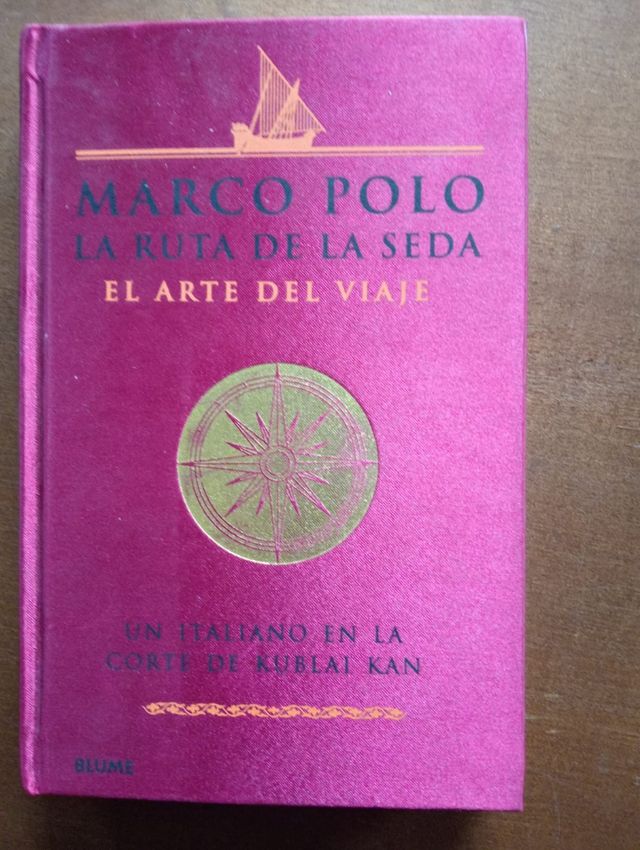 MARCO POLO
LA RUTA DE LA SEDA
EL ARTE DEL VIAJE
UN ITALIANO EN LA
CORTE DE KUBLAI KAN
BLUME